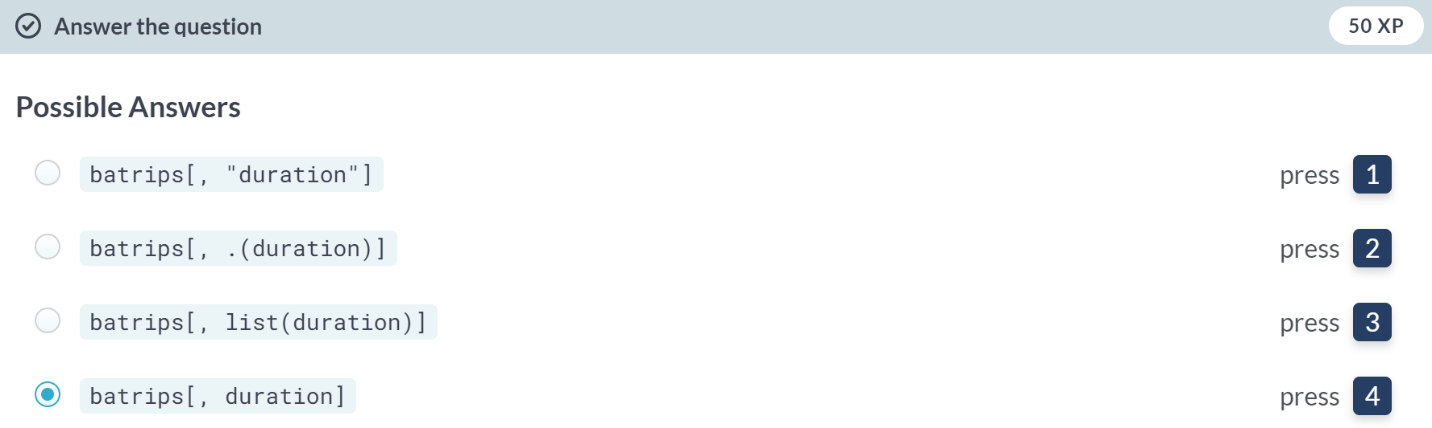 Answer the question
50 XP
Possible Answers
batrips[, "duration"]
press 1
batrips[, .(duration)]
press 2
batrips[, list(duration)]
press 3
batrips[, duration]
press 4